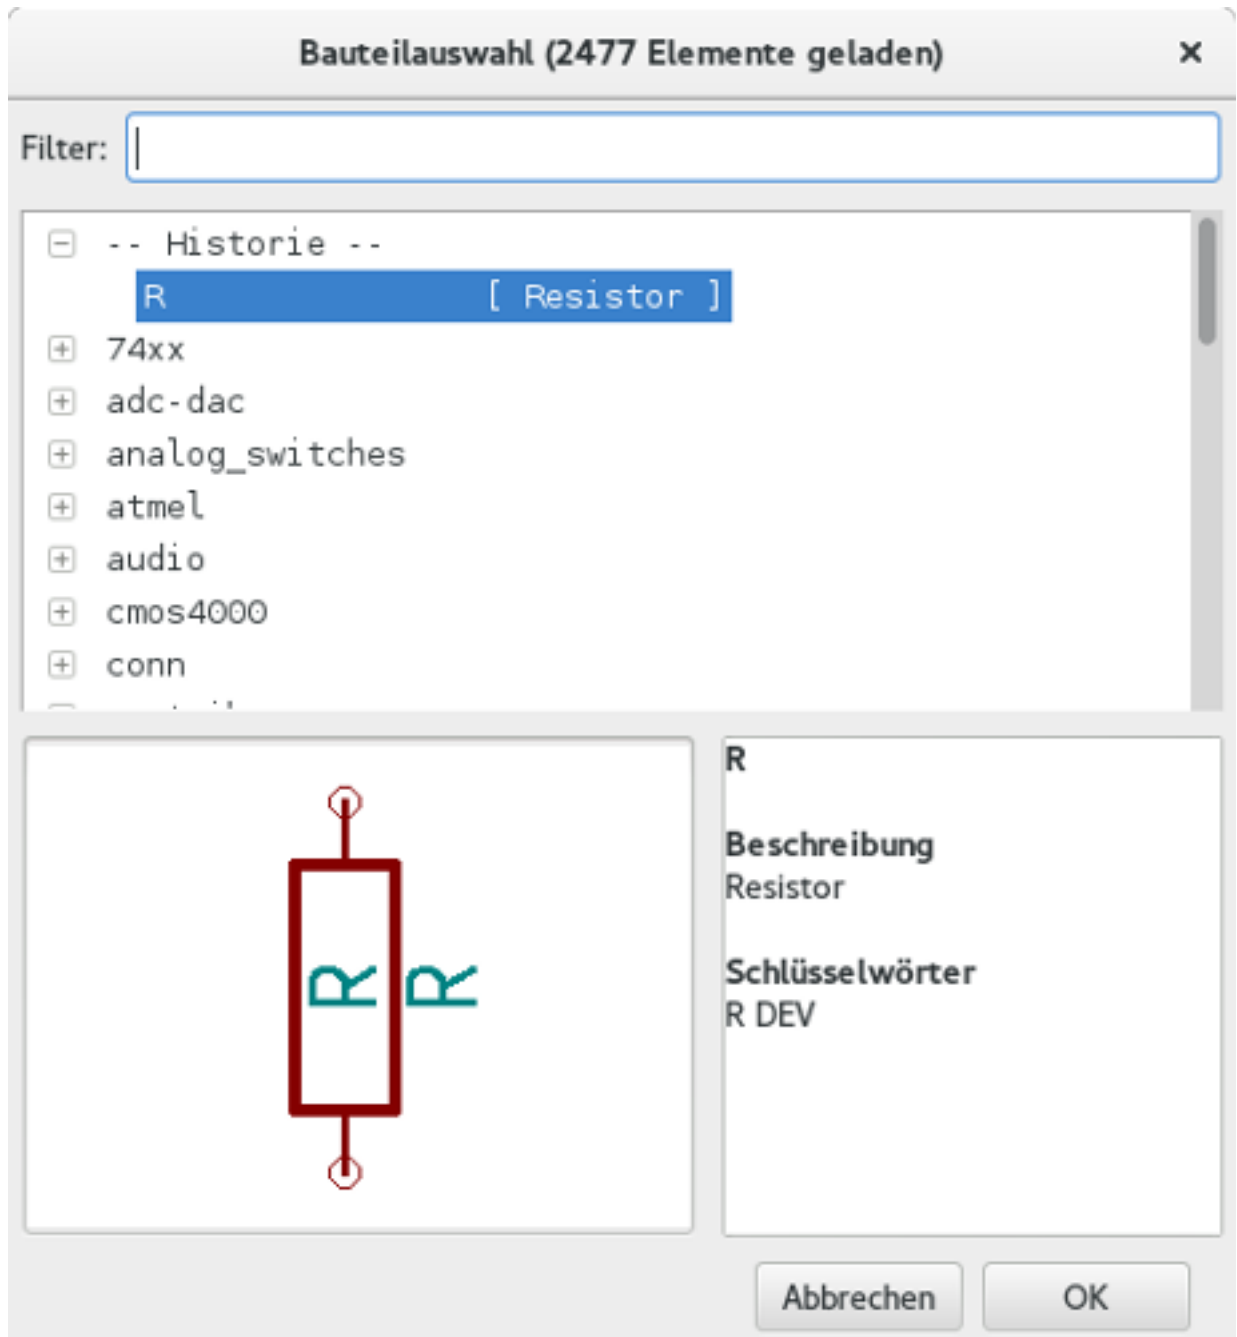 Bauteilauswahl (2477 Elemente geladen)
Filter:
-- Historie --
R [ Resistor ]
74xx
adc-dac
analog_switches
atmel
audio
cmos4000
conn
R
R
R
Beschreibung
Resistor
Schlüsselwörter
R DEV
Abbrechen
OK